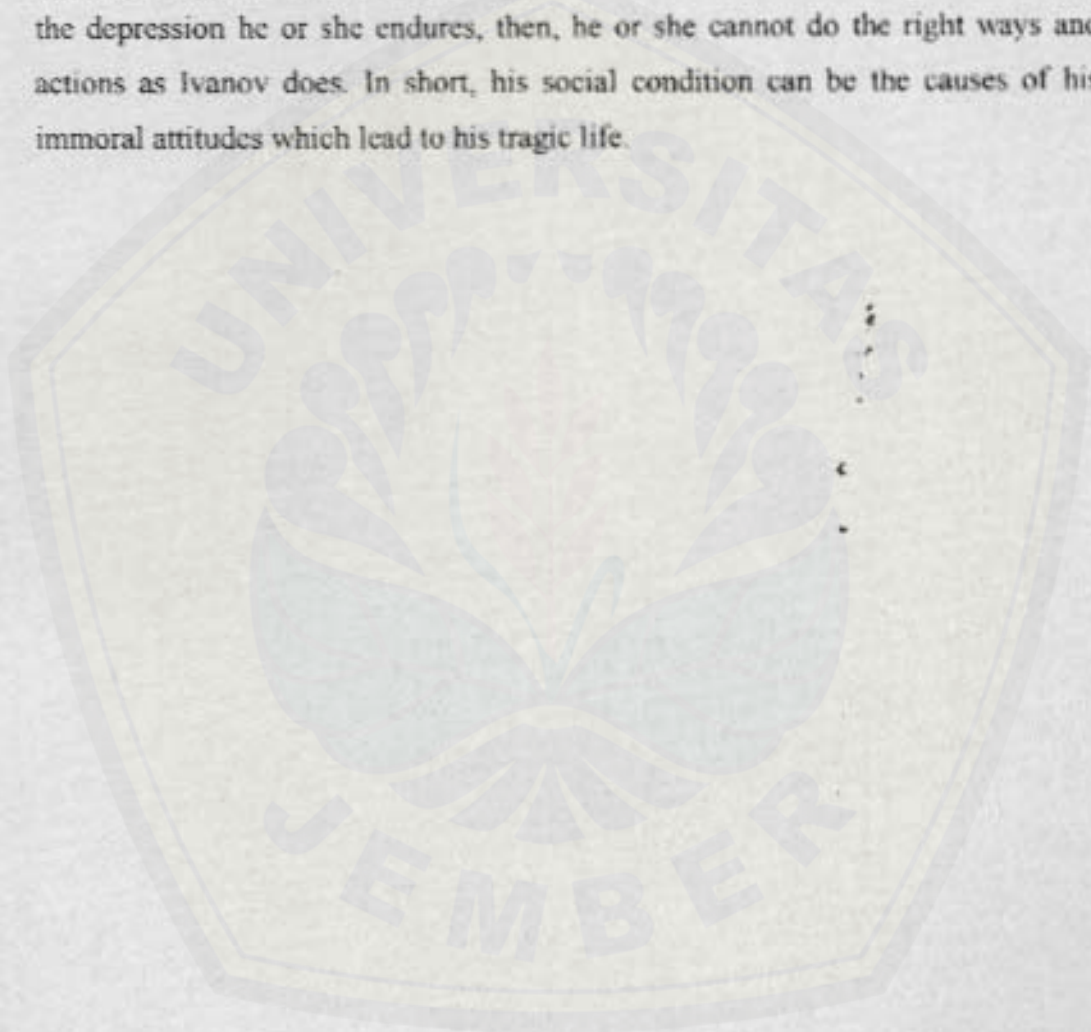 the depression he or she endures, then, he or she cannot do the right ways and
actions as Ivanov does. In short, his social condition can be the causes of his
immoral attitudes which lead to his tragic life.
UNIVERSITAS
JEMBER